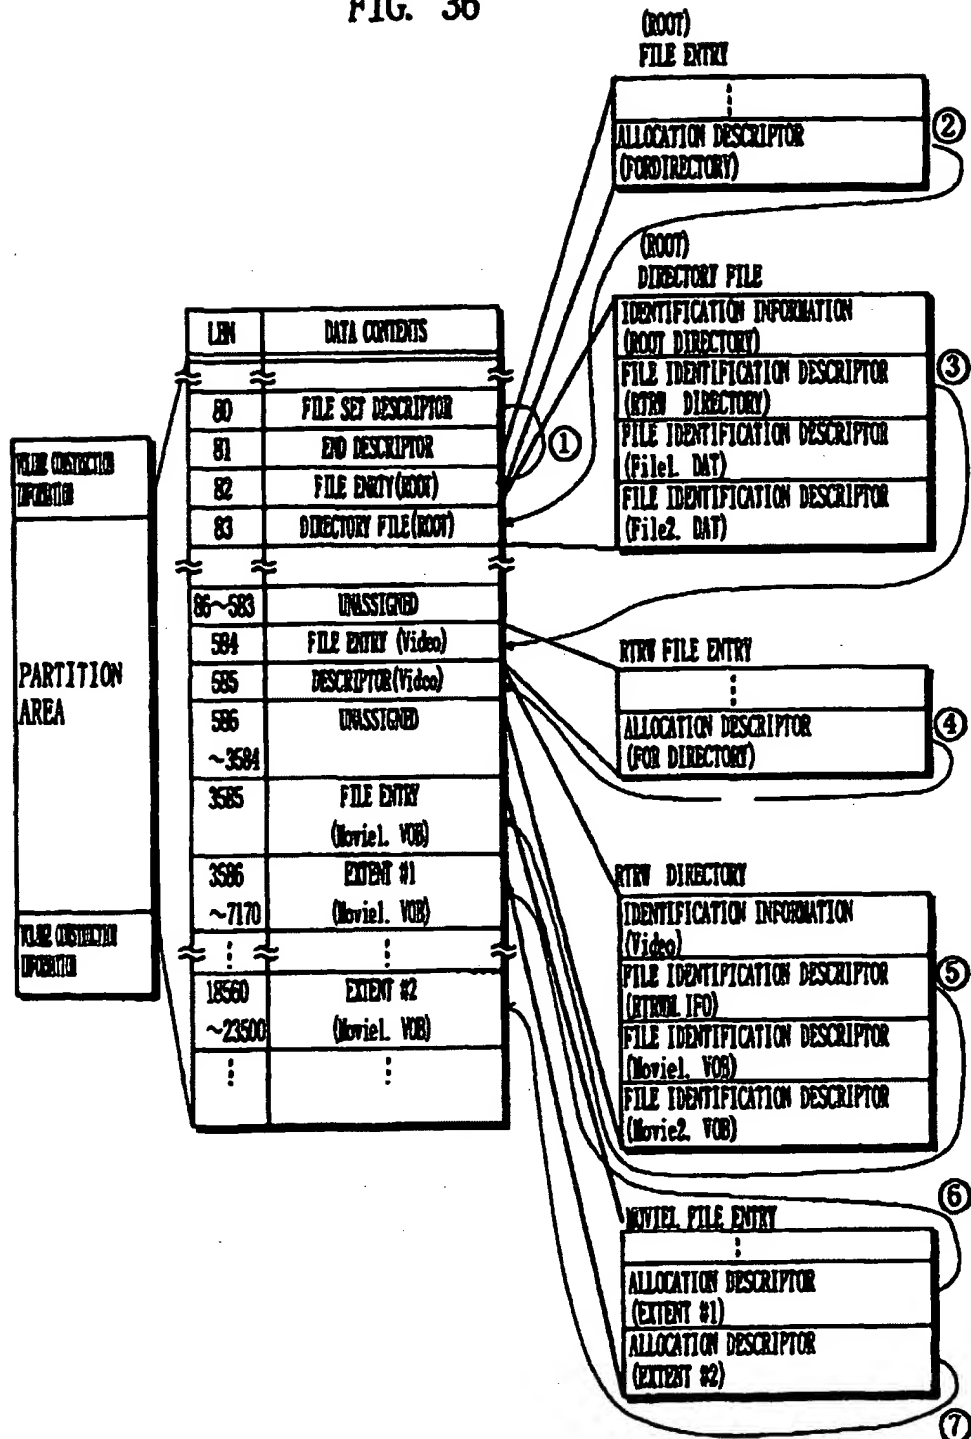 FIG. 36
(ROOT)
FILE ENTRY
ALLOCATION DESCRIPTOR
(FORDIRECTORY)
②
(ROOT)
DIRECTORY FILE
IDENTIFICATION INFORMATION
(ROOT DIRECTORY)
FILE IDENTIFICATION DESCRIPTOR
(RTRW DIRECTORY)
③
FILE IDENTIFICATION DESCRIPTOR
(File1. DAT)
FILE IDENTIFICATION DESCRIPTOR
(File2. DAT)
LBN DATA CONTENTS
80 FILE SET DESCRIPTOR
①
81 END DESCRIPTOR
82 FILE ENRTY(ROOT)
83 DIRECTORY FILE(ROOT)
86~583 UNASSIGNED
584 FILE ENTRY (Video)
585 DESCRIPTOR(Video)
586 UNASSIGNED
~3584
3585 FILE ENTRY
(Movie1. VOB)
3586 EXTENT #1
~7170 (Movie1. VOB)
18560 EXTENT #2
~23500 (Movie1. VOB)
VOLUME CONSTRUCTION
INFORMATION
PARTITION
AREA
VOLUME CONSTRUCTION
INFORMATION
RTRW FILE ENTRY
ALLOCATION DESCRIPTOR
(FOR DIRECTORY)
④
RTRW DIRECTORY
IDENTIFICATION INFORMATION
(Video)
FILE IDENTIFICATION DESCRIPTOR
(RTRWM. IFO)
⑤
FILE IDENTIFICATION DESCRIPTOR
(Movie1. VOB)
FILE IDENTIFICATION DESCRIPTOR
(Movie2. VOB)
⑥
MOVIE1 FILE ENTRY
ALLOCATION DESCRIPTOR
(EXTENT #1)
ALLOCATION DESCRIPTOR
(EXTENT #2)
⑦